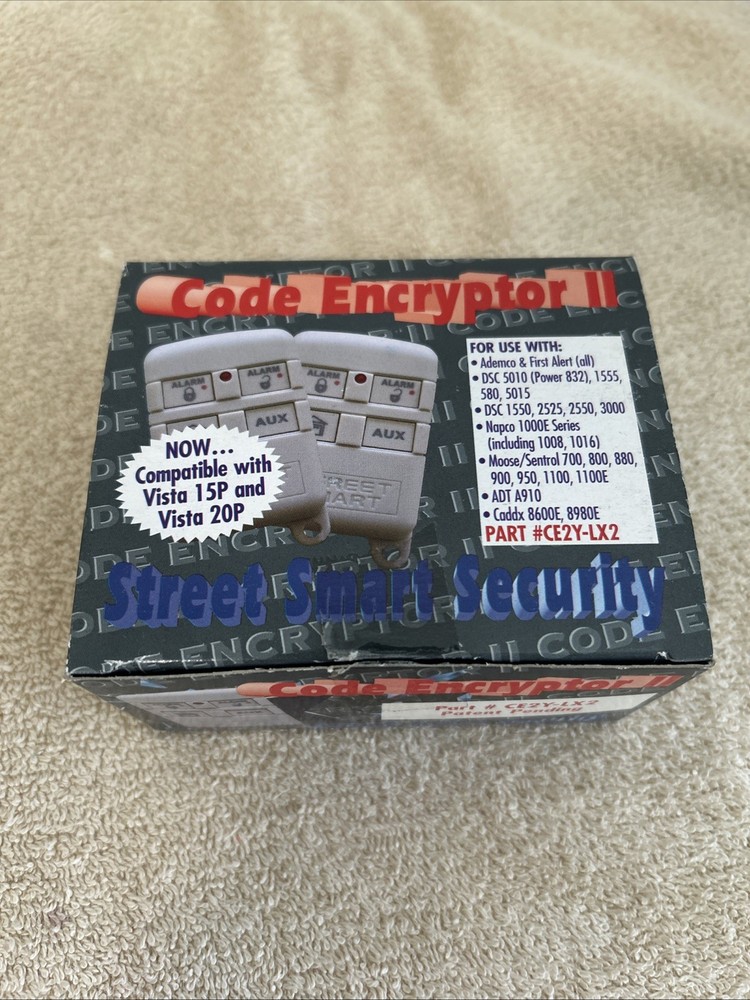 Code Encryptor II
ALARM
ALARM
AUX
ALARM
ALARM
AUX
STREET
SMART
NOW...
Compatible with
Vista 15P and
Vista 20P
FOR USE WITH:
• Ademco & First Alert (all)
• DSC 5010 (Power 832), 1555,
580, 5015
• DSC 1550, 2525, 2550, 3000
• Napco 1000E Series
(including 1008, 1016)
• Moose/Sentrol 700, 800, 880,
900, 950, 1100, 1100E
• ADT A910
• Caddx 8600E, 8980E
PART #CE2Y-LX2
Street Smart Security
Code Encryptor II
Part # CE2Y-LX2
Patent Pending